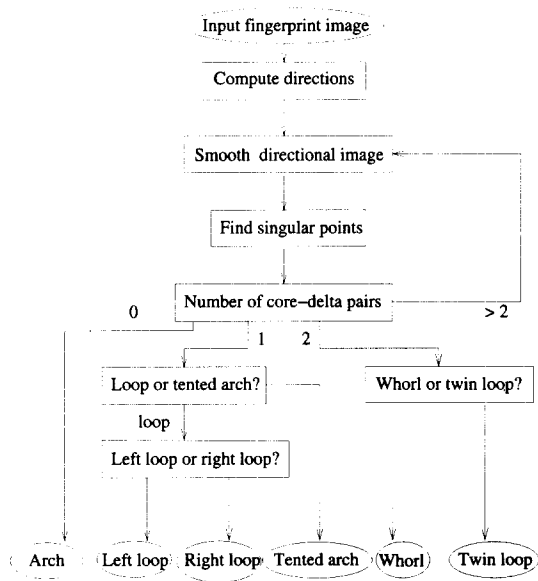 Input fingerprint image
Compute directions
Smooth directional image
Find singular points
Number of core-delta pairs
0
> 2
1
2
Loop or tented arch?
Whorl or twin loop?
loop
Left loop or right loop?
Arch
Left loop
Right loop
Tented arch
Whorl
Twin loop